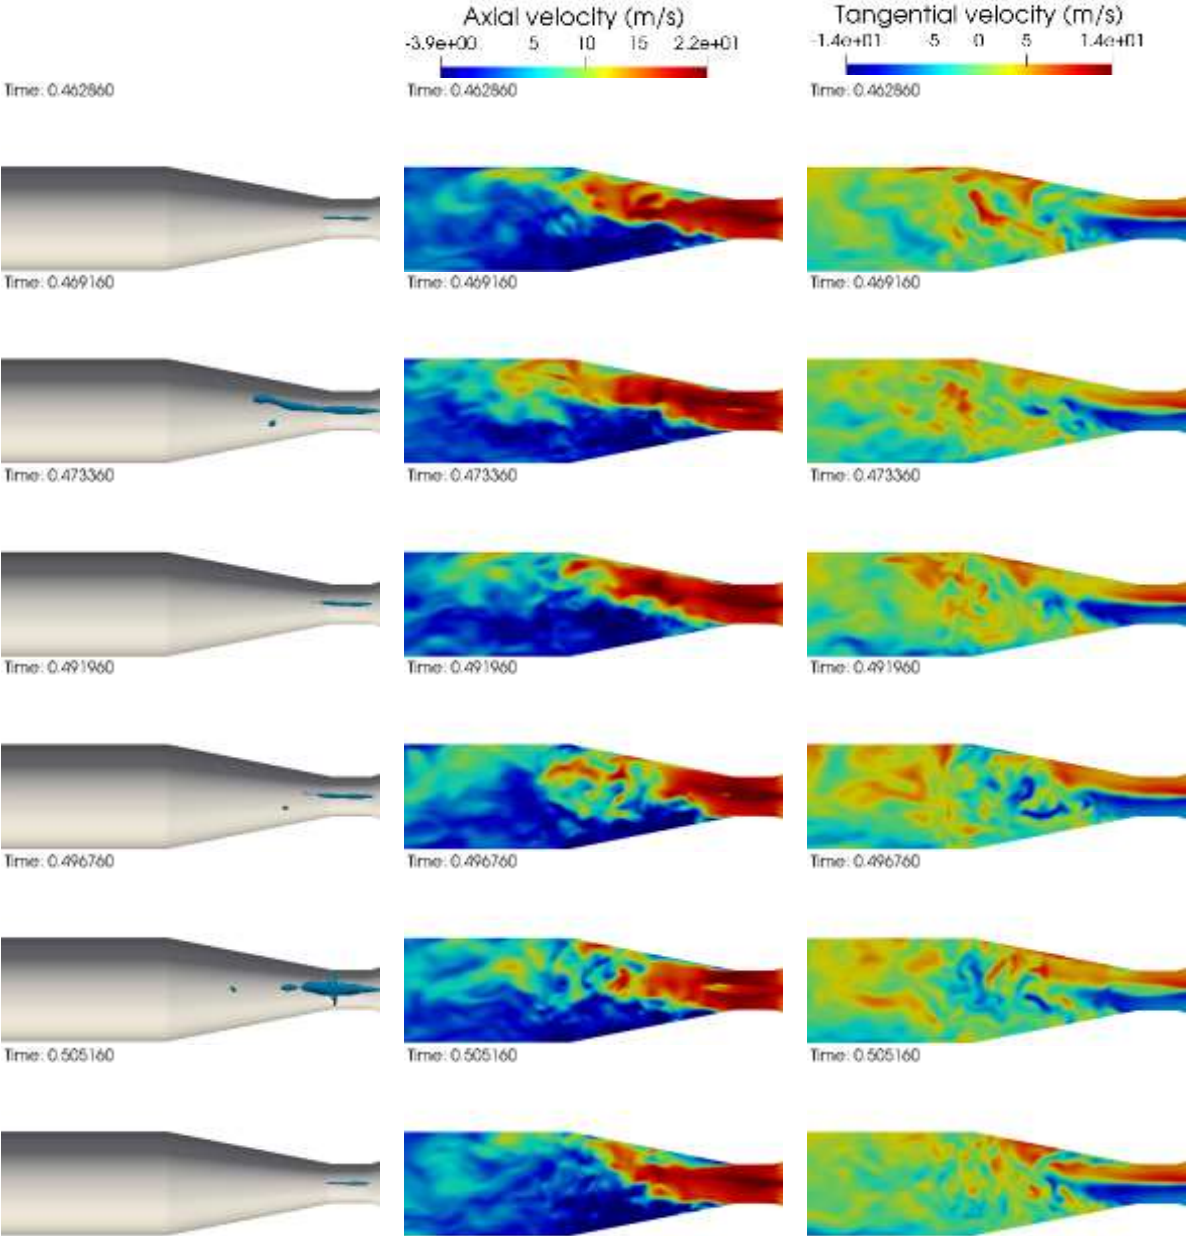 Axial velocity (m/s) Tangential velocity (m/s)
-3.9e+00 5 10 15 2.2e+01 -1.4e+01 -5 0 5 1.4e+01
Time: 0.462860 Time: 0.462860 Time: 0.462860
Time: 0.469160 Time: 0.469160 Time: 0.469160
Time: 0.473360 Time: 0.473360 Time: 0.473360
Time: 0.491960 Time: 0.491960 Time: 0.491960
Time: 0.496760 Time: 0.496760 Time: 0.496760
Time: 0.505160 Time: 0.505160 Time: 0.505160